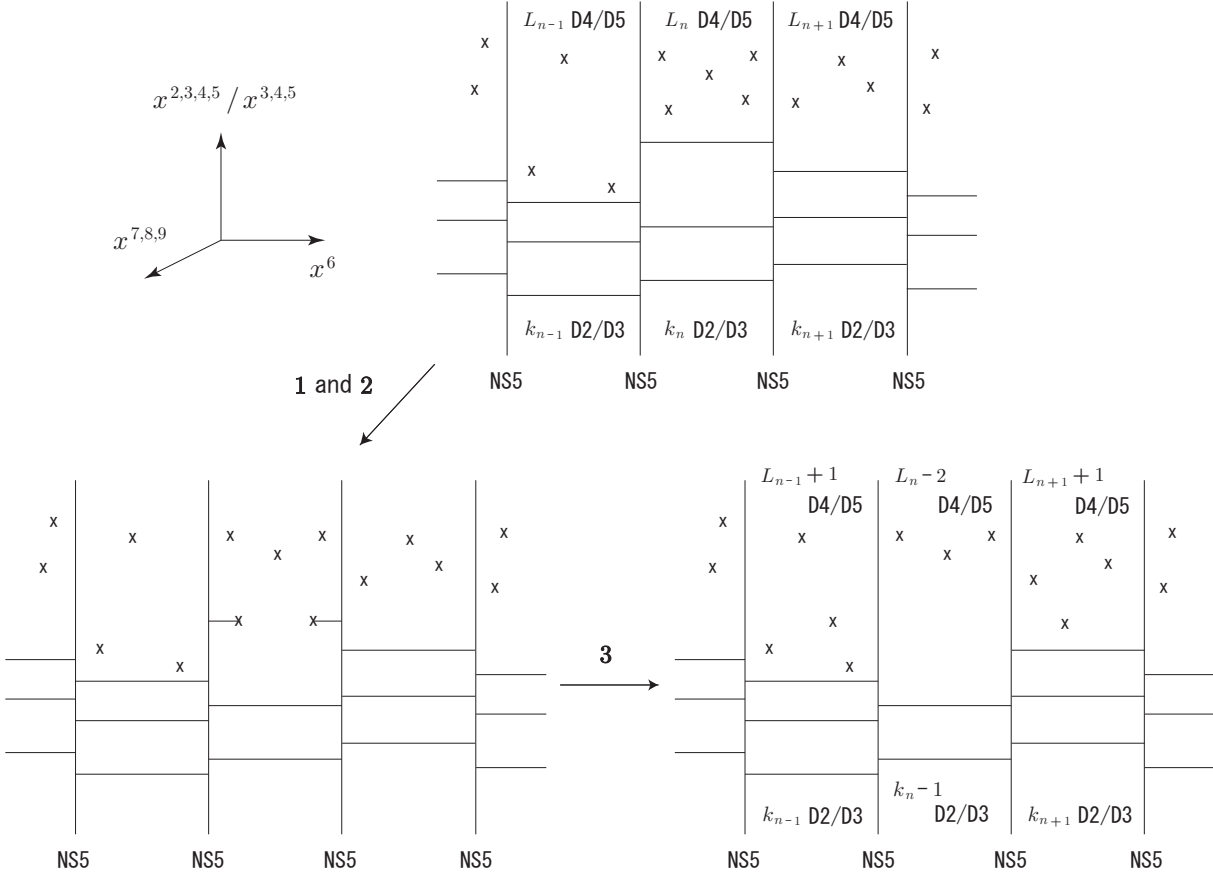 L_{n-1} D4/D5 L_n D4/D5 L_{n+1} D4/D5
x x x x x x x x x x x x x x x x
x^{2,3,4,5} / x^{3,4,5}
x^{7,8,9}
x^6
k_{n-1} D2/D3 k_n D2/D3 k_{n+1} D2/D3
NS5 NS5 NS5 NS5
1 and 2
x x x x x x x x x x x x x x x x
NS5 NS5 NS5 NS5
3
L_{n-1}+1 L_n-2 L_{n+1}+1
D4/D5 D4/D5 D4/D5
x x x x x x x x x x x x x x x x
k_n-1
k_{n-1} D2/D3 D2/D3 k_{n+1} D2/D3
NS5 NS5 NS5 NS5